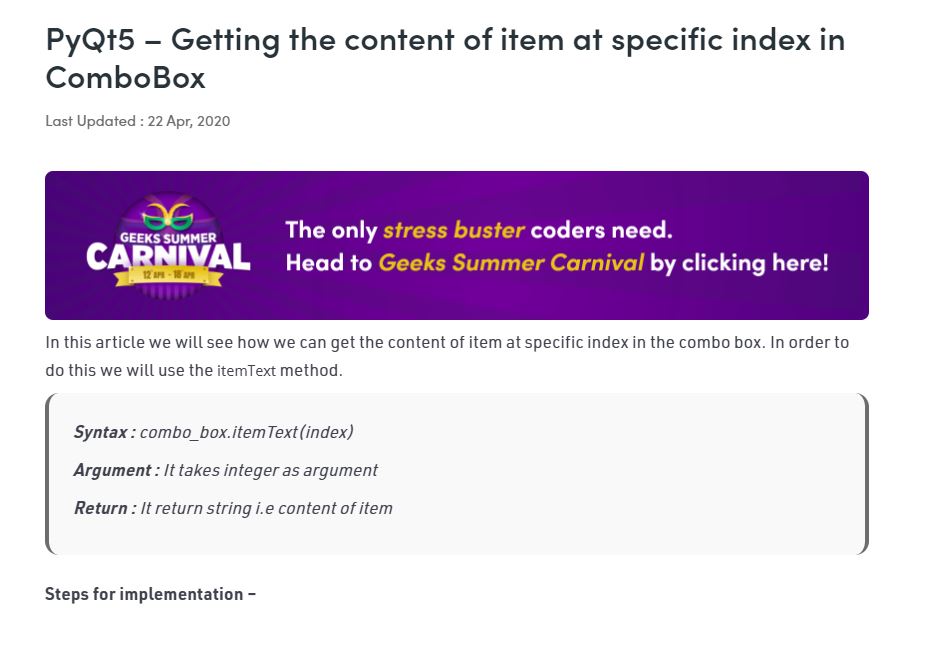 PyQt5 – Getting the content of item at specific index in
ComboBox
Last Updated : 22 Apr, 2020
GEEKS SUMMER
CARNIVAL
12 APR - 18 APR
The only stress buster coders need.
Head to Geeks Summer Carnival by clicking here!
In this article we will see how we can get the content of item at specific index in the combo box. In order to
do this we will use the itemText method.
Syntax : combo_box.itemText(index)
Argument : It takes integer as argument
Return : It return string i.e content of item
Steps for implementation –